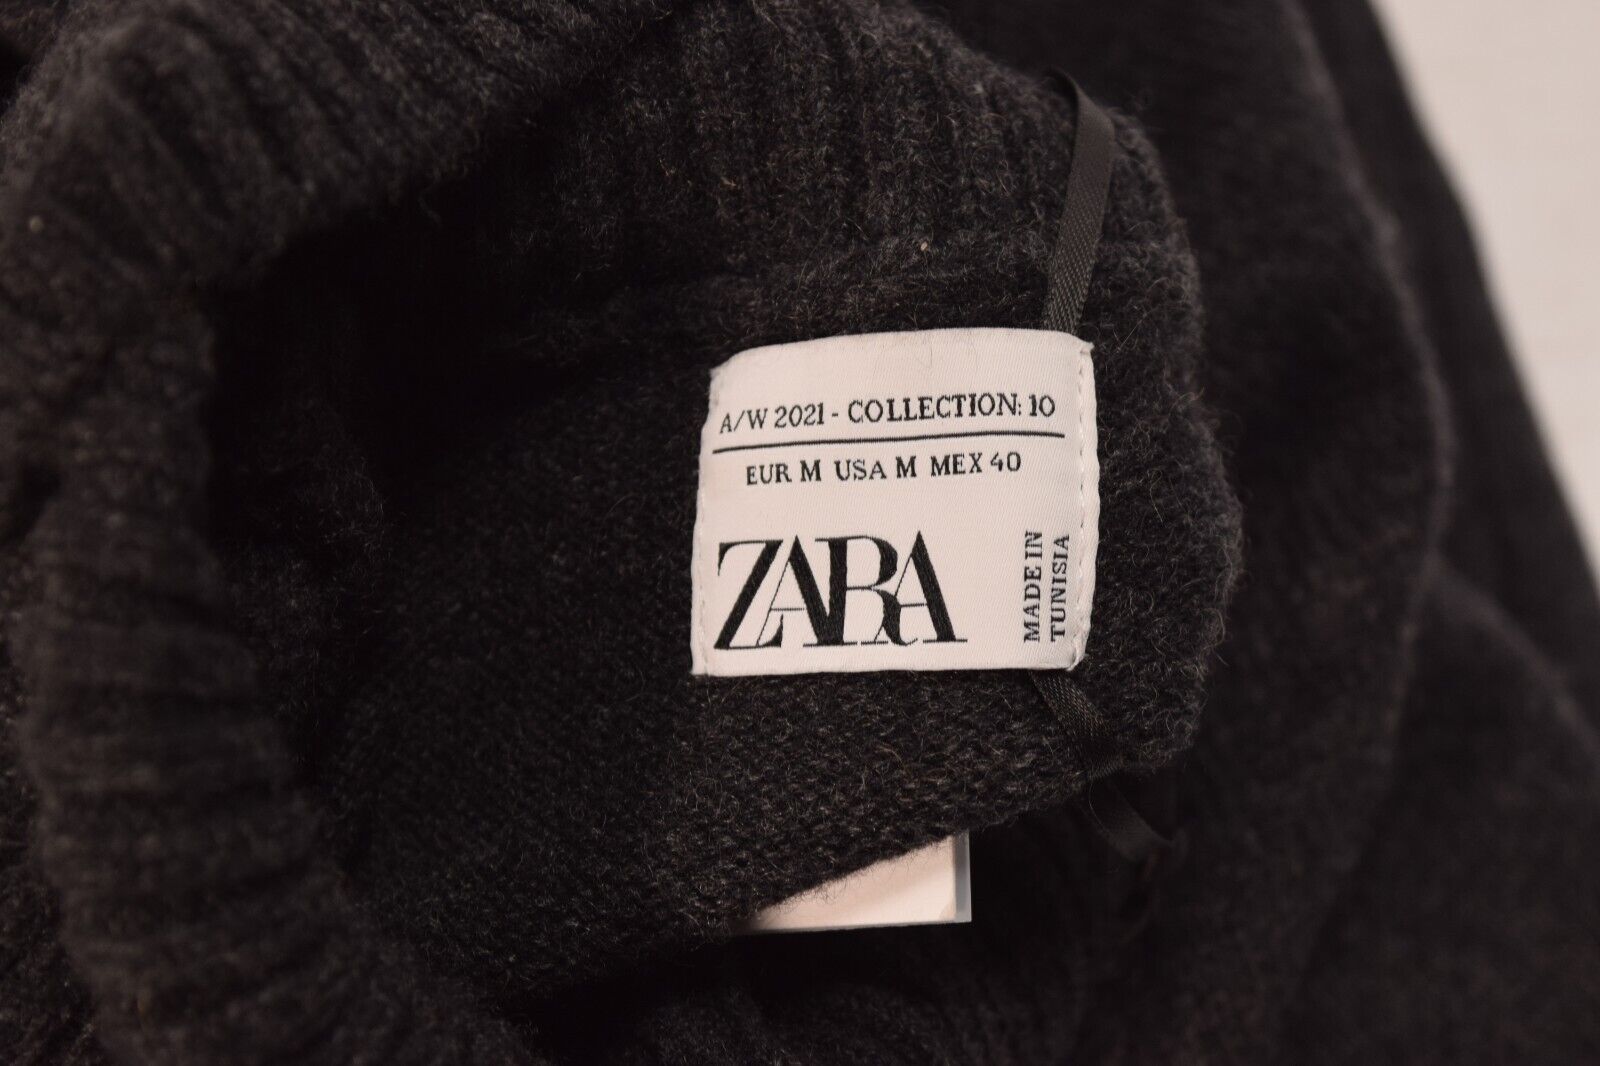 A/W 2021 - COLLECTION: 10
EUR M USA M MEX 40
ZARA
MADE IN
TUNISIA